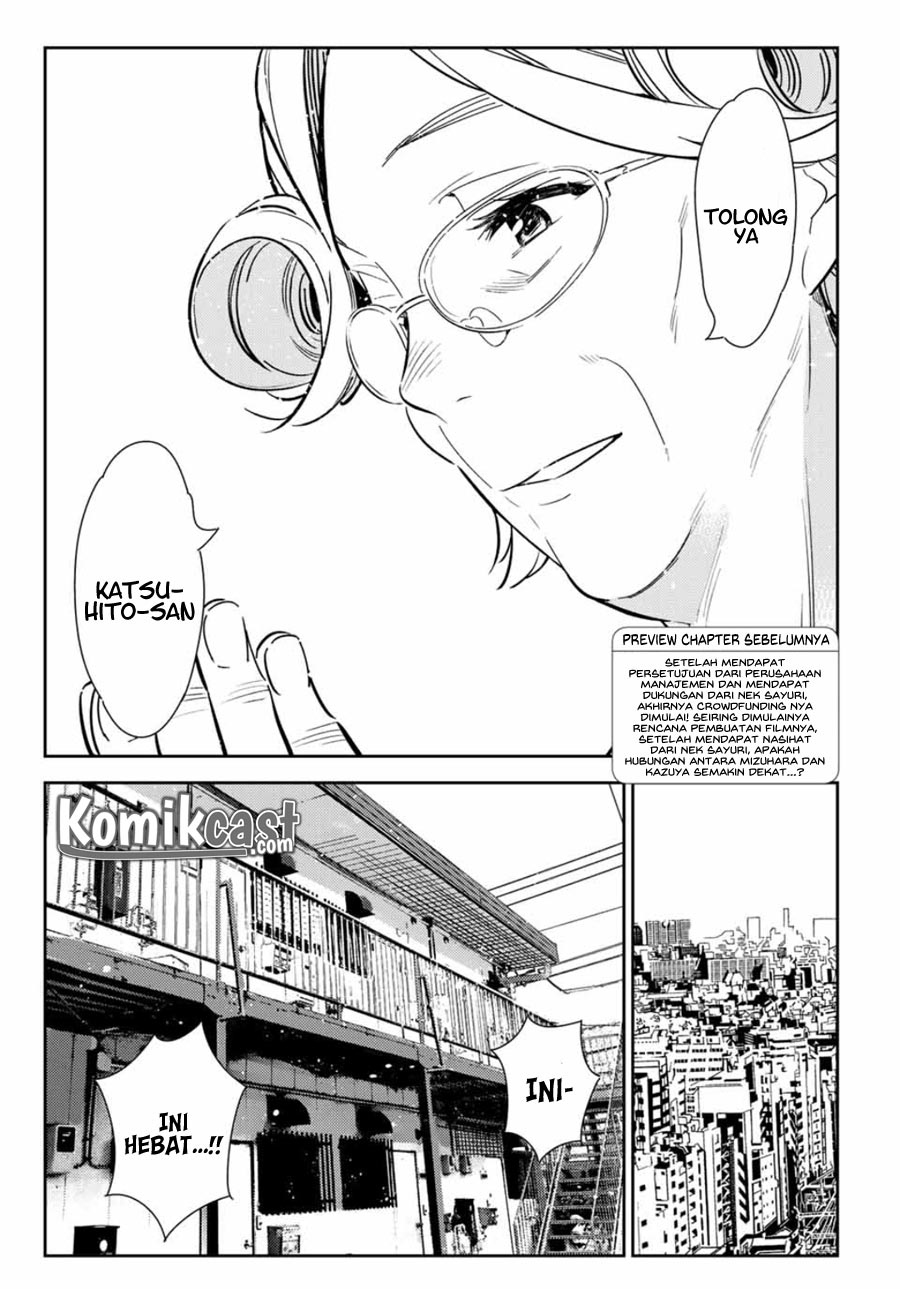 TOLONG
YA
KATSU-
HITO-SAN
PREVIEW CHAPTER SEBELUMNYA
SETELAH MENDAPAT
PERSETUJUAN DARI PERUSAHAAN
MANAJEMEN DAN MENDAPAT
DUKUNGAN DARI NEK SAYURI,
AKHIRNYA CROWDFUNDING NYA
DIMULAI! SEIRING DIMULAINYA
RENCANA PEMBUATAN FILMNYA,
SETELAH MENDAPAT NASIHAT
DARI NEK SAYURI, APAKAH
HUBUNGAN ANTARA MIZUHARA DAN
KAZUYA SEMAKIN DEKAT...?
Komikcast
.com
INI-
INI
HEBAT...!!